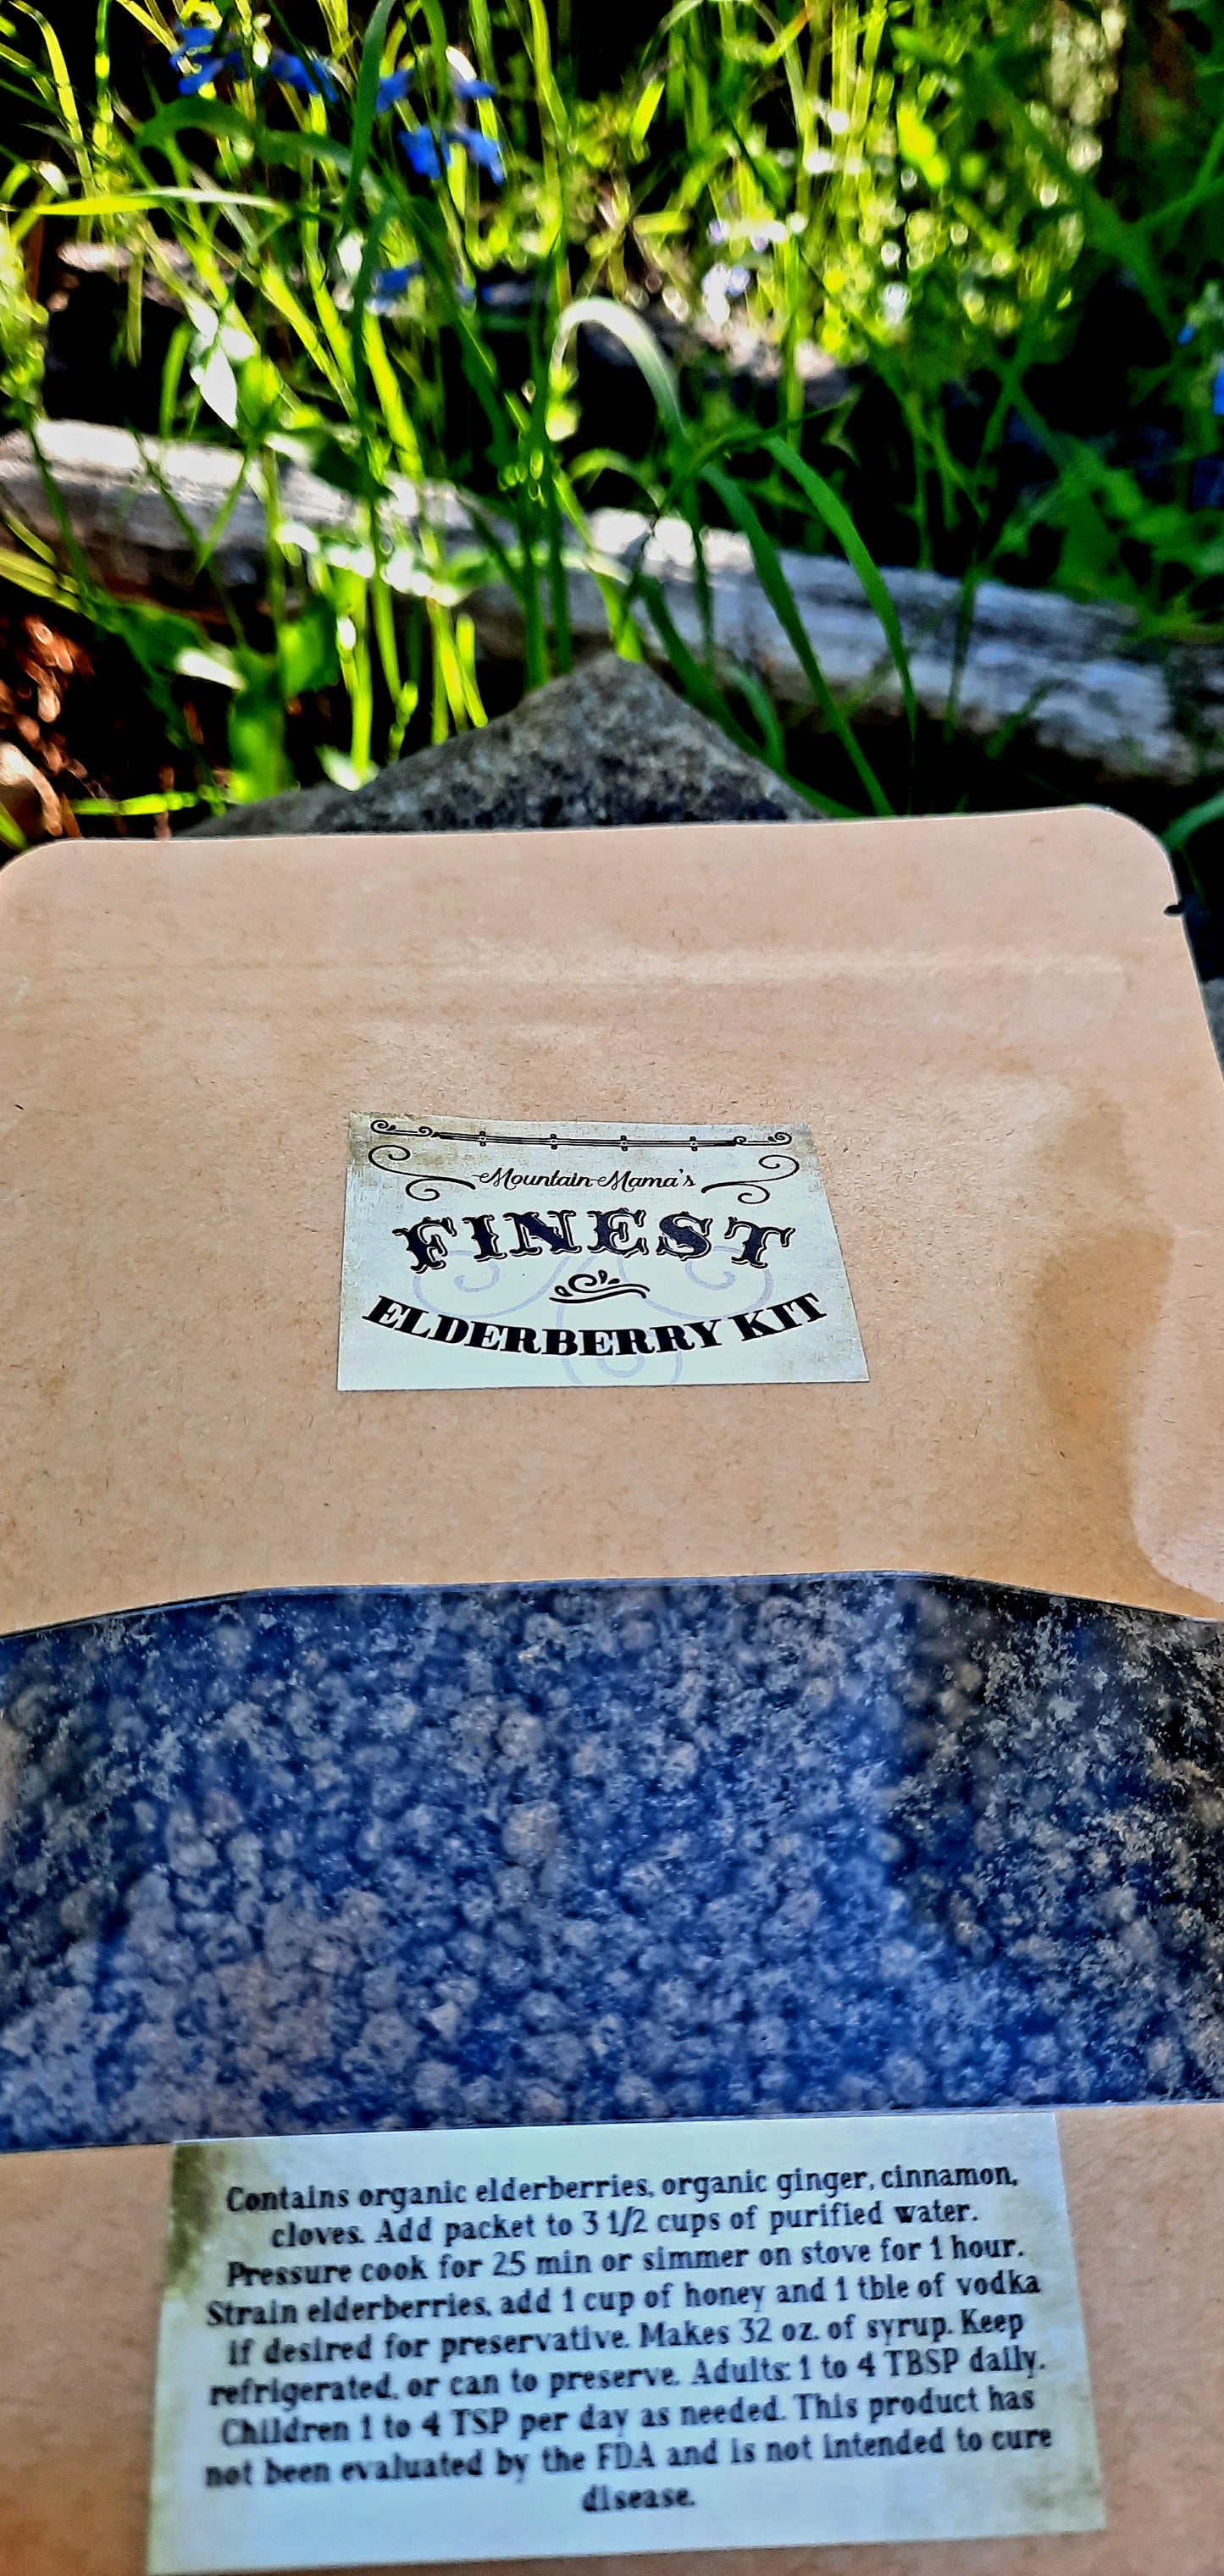 Mountain Mama's
FINEST
ELDERBERRY KIT
Contains organic elderberries, organic ginger, cinnamon,
cloves. Add packet to 3 1/2 cups of purified water.
Pressure cook for 25 min or simmer on stove for 1 hour.
Strain elderberries, add 1 cup of honey and 1 tble of vodka
if desired for preservative. Makes 32 oz. of syrup. Keep
refrigerated, or can to preserve. Adults: 1 to 4 TBSP daily.
Children 1 to 4 TSP per day as needed. This product has
not been evaluated by the FDA and is not intended to cure
disease.